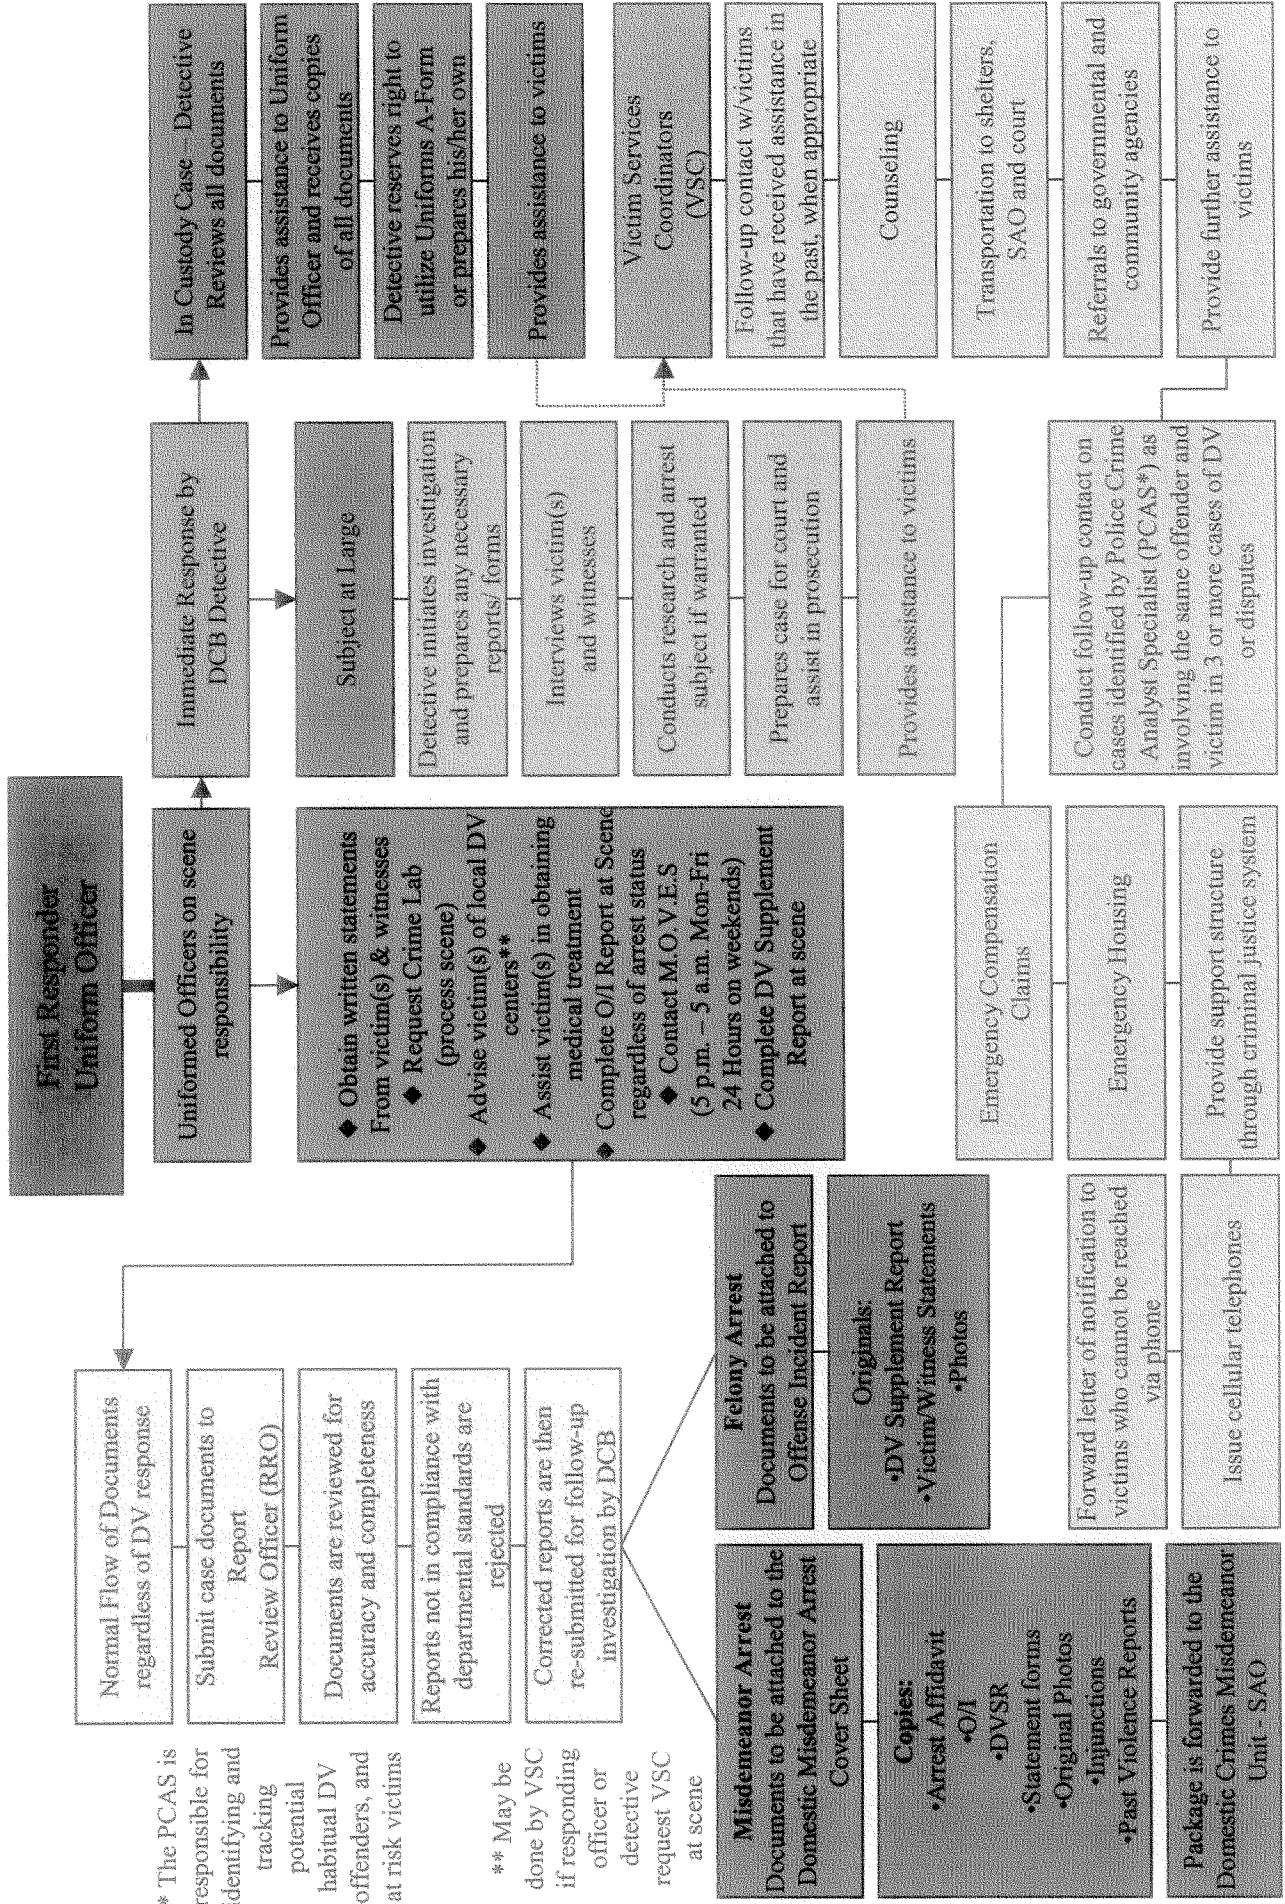 First Responder
Uniform Officer
Uniformed Officers on scene
responsibility
◆ Obtain written statements
From victim(s) & witnesses
◆ Request Crime Lab
(process scene)
◆ Advise victim(s) of local DV
centers**
◆ Assist victim(s) in obtaining
medical treatment
◆ Complete O/I Report at Scene
regardless of arrest status
◆ Contact M.O.V.E.S
(5 p.m. – 5 a.m. Mon-Fri
24 Hours on weekends)
◆ Complete DV Supplement
Report at scene
Immediate Response by
DCB Detective
In Custody Case - Detective
Reviews all documents
Provides assistance to Uniform
Officer and receives copies
of all documents
Detective reserves right to
utilize Uniforms A-Form
or prepares his/her own
Provides assistance to victims
Subject at Large
Detective initiates investigation
and prepares any necessary
reports/ forms
Interviews victim(s)
and witnesses
Conducts research and arrest
subject if warranted
Prepares case for court and
assist in prosecution
Provides assistance to victims
Victim Services
Coordinators
(VSC)
Follow-up contact w/victims
that have received assistance in
the past, when appropriate
Counseling
Transportation to shelters,
SAO and court
Referrals to governmental and
community agencies
Provide further assistance to
victims
Conduct follow-up contact on
cases identified by Police Crime
Analyst Specialist (PCAS*) as
involving the same offender and
victim in 3 or more cases of DV
or disputes
Emergency Compensation
Claims
Emergency Housing
Provide support structure
through criminal justice system
Forward letter of notification to
victims who cannot be reached
via phone
Issue cellular telephones
Normal Flow of Documents
regardless of DV response
Submit case documents to
Report
Review Officer (RRO)
Documents are reviewed for
accuracy and completeness
Reports not in compliance with
departmental standards are
rejected
Corrected reports are then
re-submitted for follow-up
investigation by DCB
Felony Arrest
Documents to be attached to
Offense Incident Report
Originals:
•DV Supplement Report
•Victim/Witness Statements
•Photos
Misdemeanor Arrest
Documents to be attached to the
Domestic Misdemeanor Arrest
Cover Sheet
Copies:
•Arrest Affidavit
•O/I
•DVSR
•Statement forms
•Original Photos
•Injunctions
•Past Violence Reports
Package is forwarded to the
Domestic Crimes Misdemeanor
Unit - SAO
* The PCAS is
responsible for
identifying and
tracking
potential
habitual DV
offenders, and
at risk victims
** May be
done by VSC
if responding
officer or
detective
request VSC
at scene